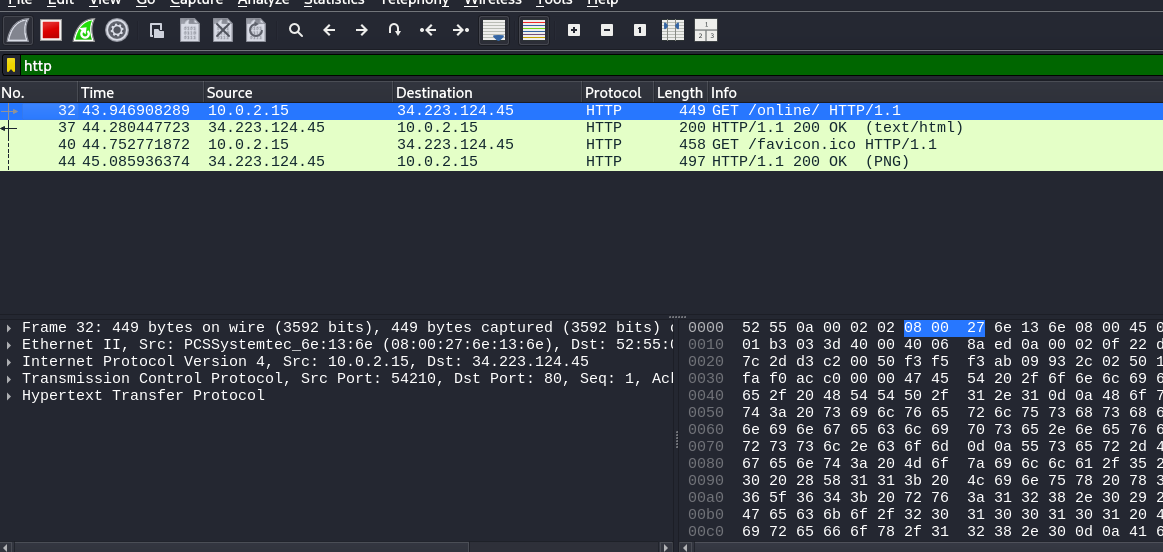 File Edit View Go Capture Analyze Statistics Telephony Wireless Tools Help
http
No. Time Source Destination Protocol Length Info
32 43.946908289 10.0.2.15 34.223.124.45 HTTP 449 GET /online/ HTTP/1.1
37 44.280447723 34.223.124.45 10.0.2.15 HTTP 200 HTTP/1.1 200 OK (text/html)
40 44.752771872 10.0.2.15 34.223.124.45 HTTP 458 GET /favicon.ico HTTP/1.1
44 45.085936374 34.223.124.45 10.0.2.15 HTTP 497 HTTP/1.1 200 OK (PNG)
Frame 32: 449 bytes on wire (3592 bits), 449 bytes captured (3592 bits)
Ethernet II, Src: PCSSystemtec_6e:13:6e (08:00:27:6e:13:6e), Dst: 52:55:
Internet Protocol Version 4, Src: 10.0.2.15, Dst: 34.223.124.45
Transmission Control Protocol, Src Port: 54210, Dst Port: 80, Seq: 1,
Hypertext Transfer Protocol
0000 52 55 0a 00 02 02 08 00 27 6e 13 6e 08 00 45
0010 01 b3 03 3d 40 00 40 06 8a ed 0a 00 02 0f 22
0020 7c 2d d3 c2 00 50 f3 f5 f3 ab 09 93 2c 02 50
0030 fa f0 ac c0 00 00 47 45 54 20 2f 6f 6e 6c 69
0040 65 2f 20 48 54 54 50 2f 31 2e 31 0d 0a 48 6f
0050 74 3a 20 73 69 6c 76 65 72 6c 75 73 68 73 68
0060 6e 69 6e 67 65 63 6c 69 70 73 65 2e 6e 65 76
0070 72 73 73 6c 2e 63 6f 6d 0d 0a 55 73 65 72 2d
0080 67 65 6e 74 3a 20 4d 6f 7a 69 6c 6c 61 2f 35
0090 30 20 28 58 31 31 3b 20 4c 69 6e 75 78 20 78
00a0 36 5f 36 34 3b 20 72 76 3a 31 32 38 2e 30 29
00b0 47 65 63 6b 6f 2f 32 30 31 30 30 31 30 31 20
00c0 69 72 65 66 6f 78 2f 31 32 38 2e 30 0d 0a 41